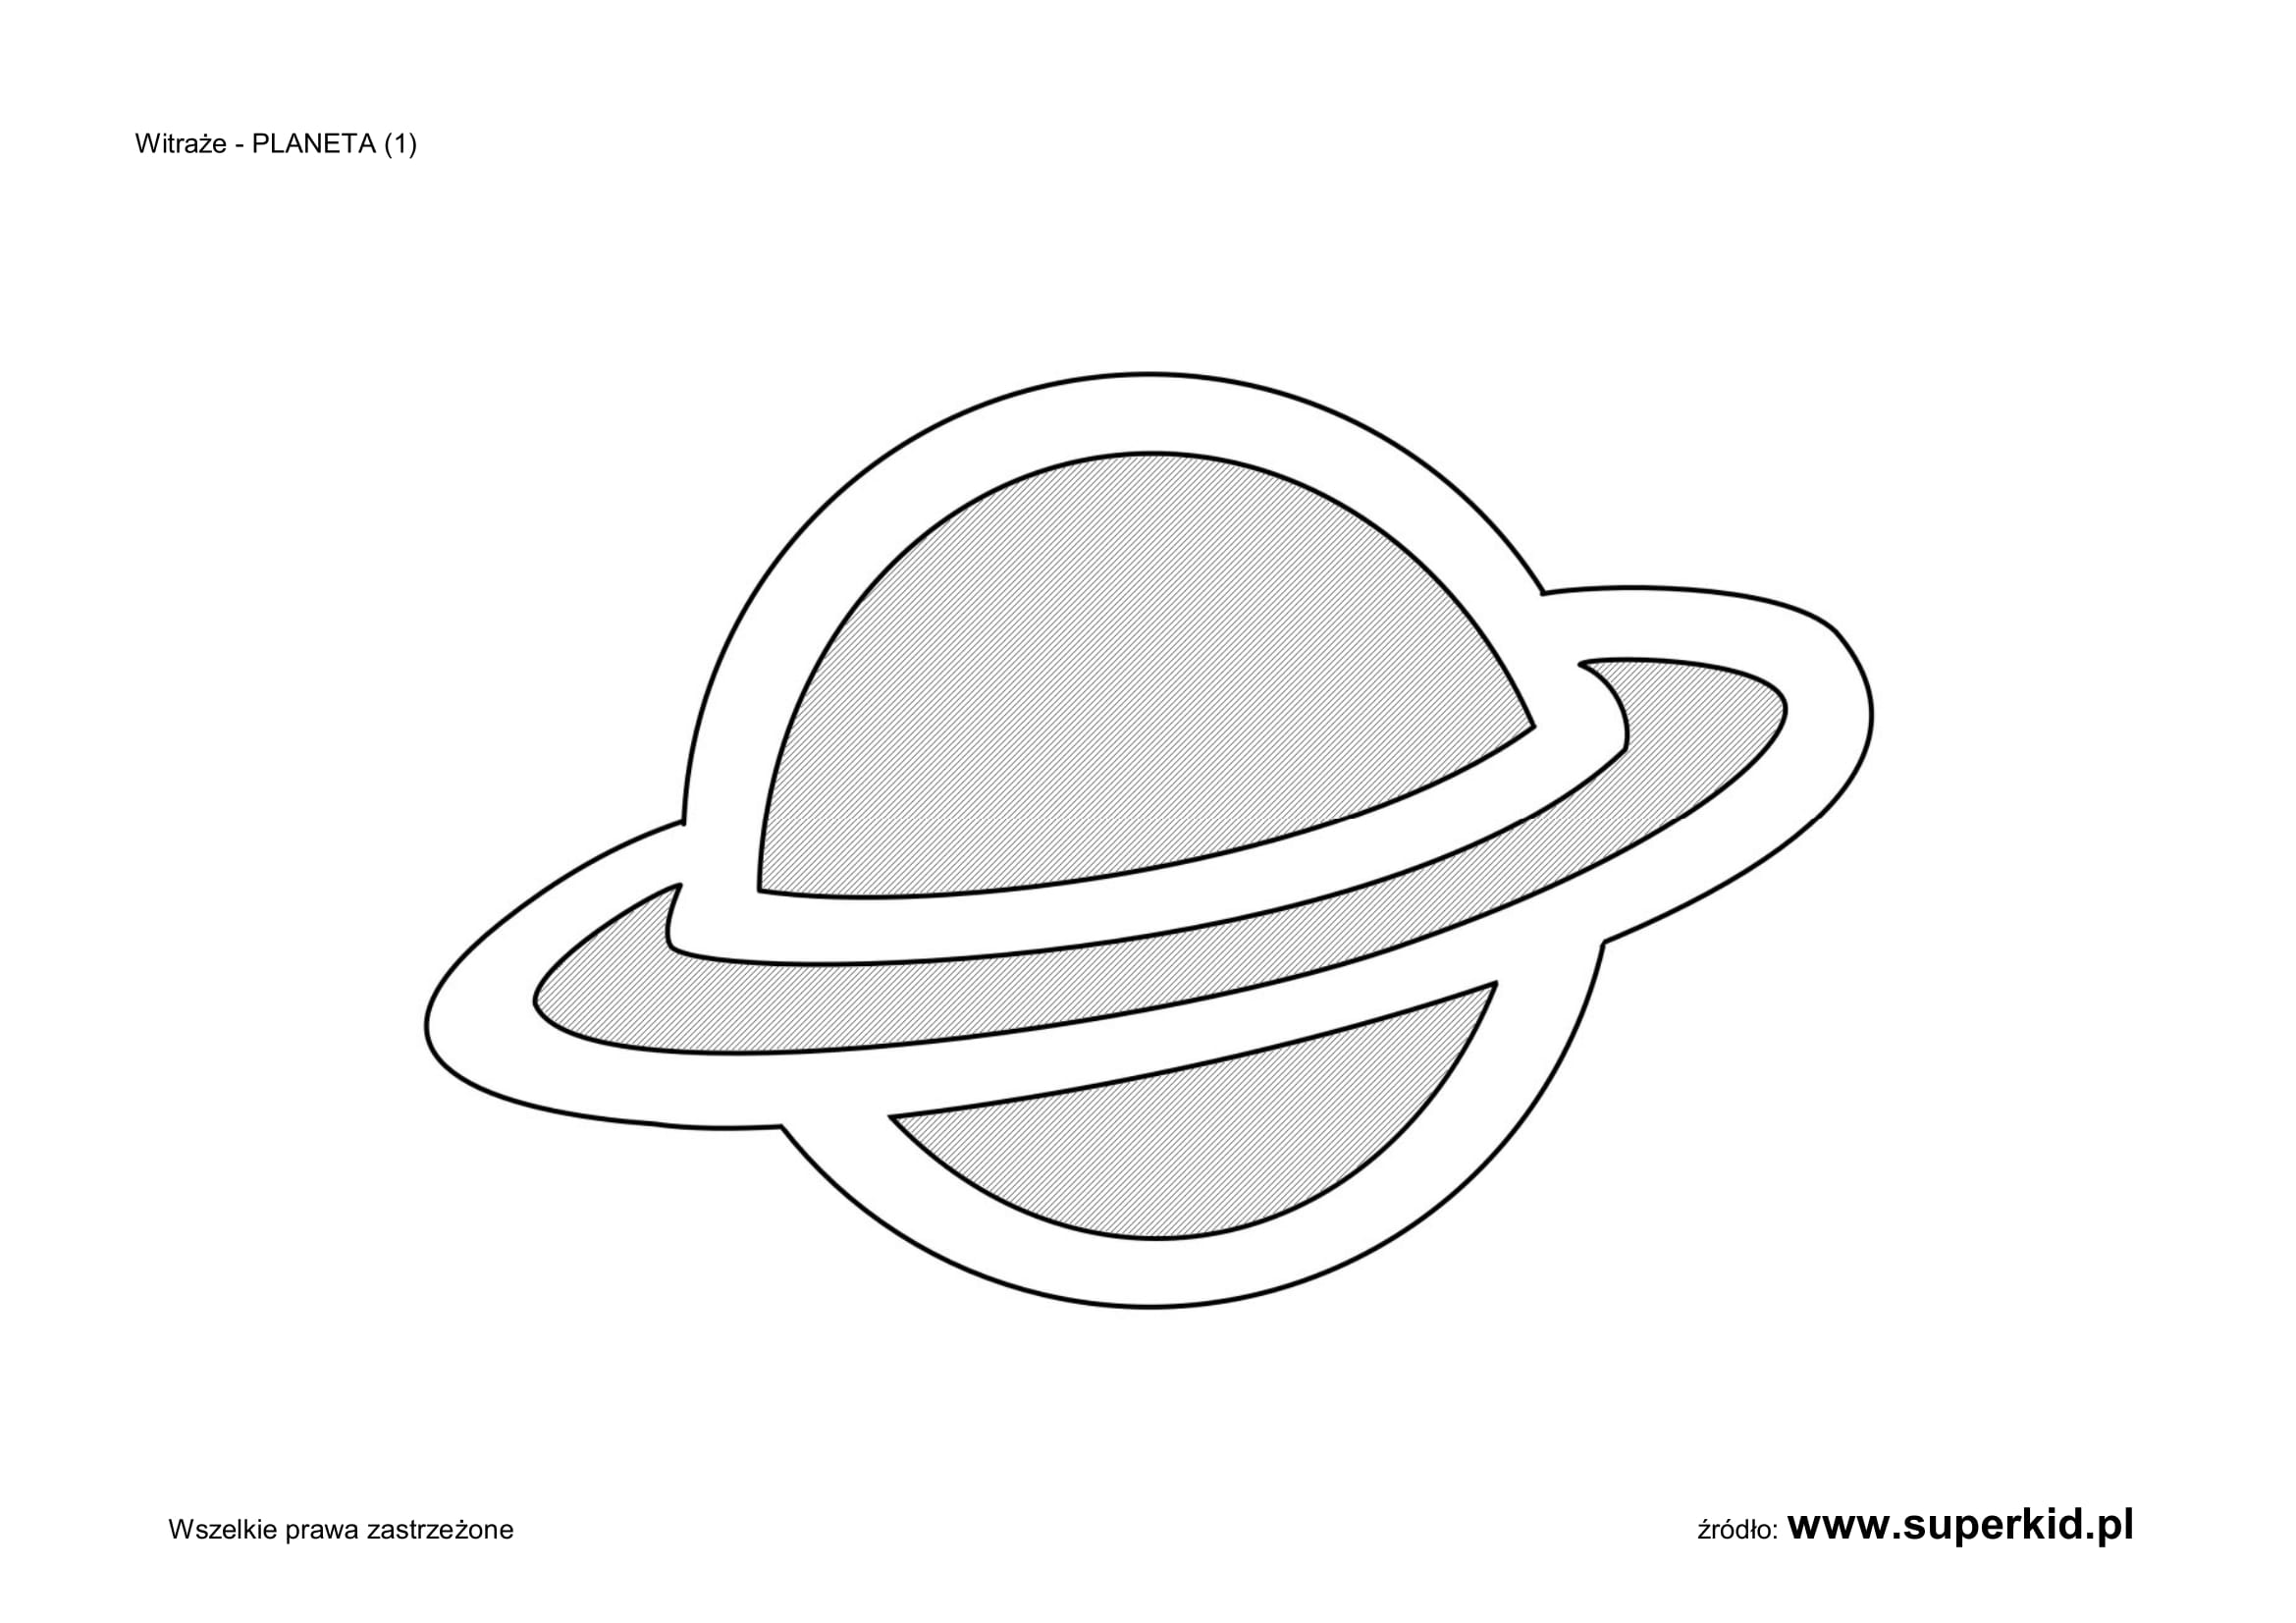 Witraże - PLANETA (1)
Wszelkie prawa zastrzeżone
źródło: www.superkid.pl